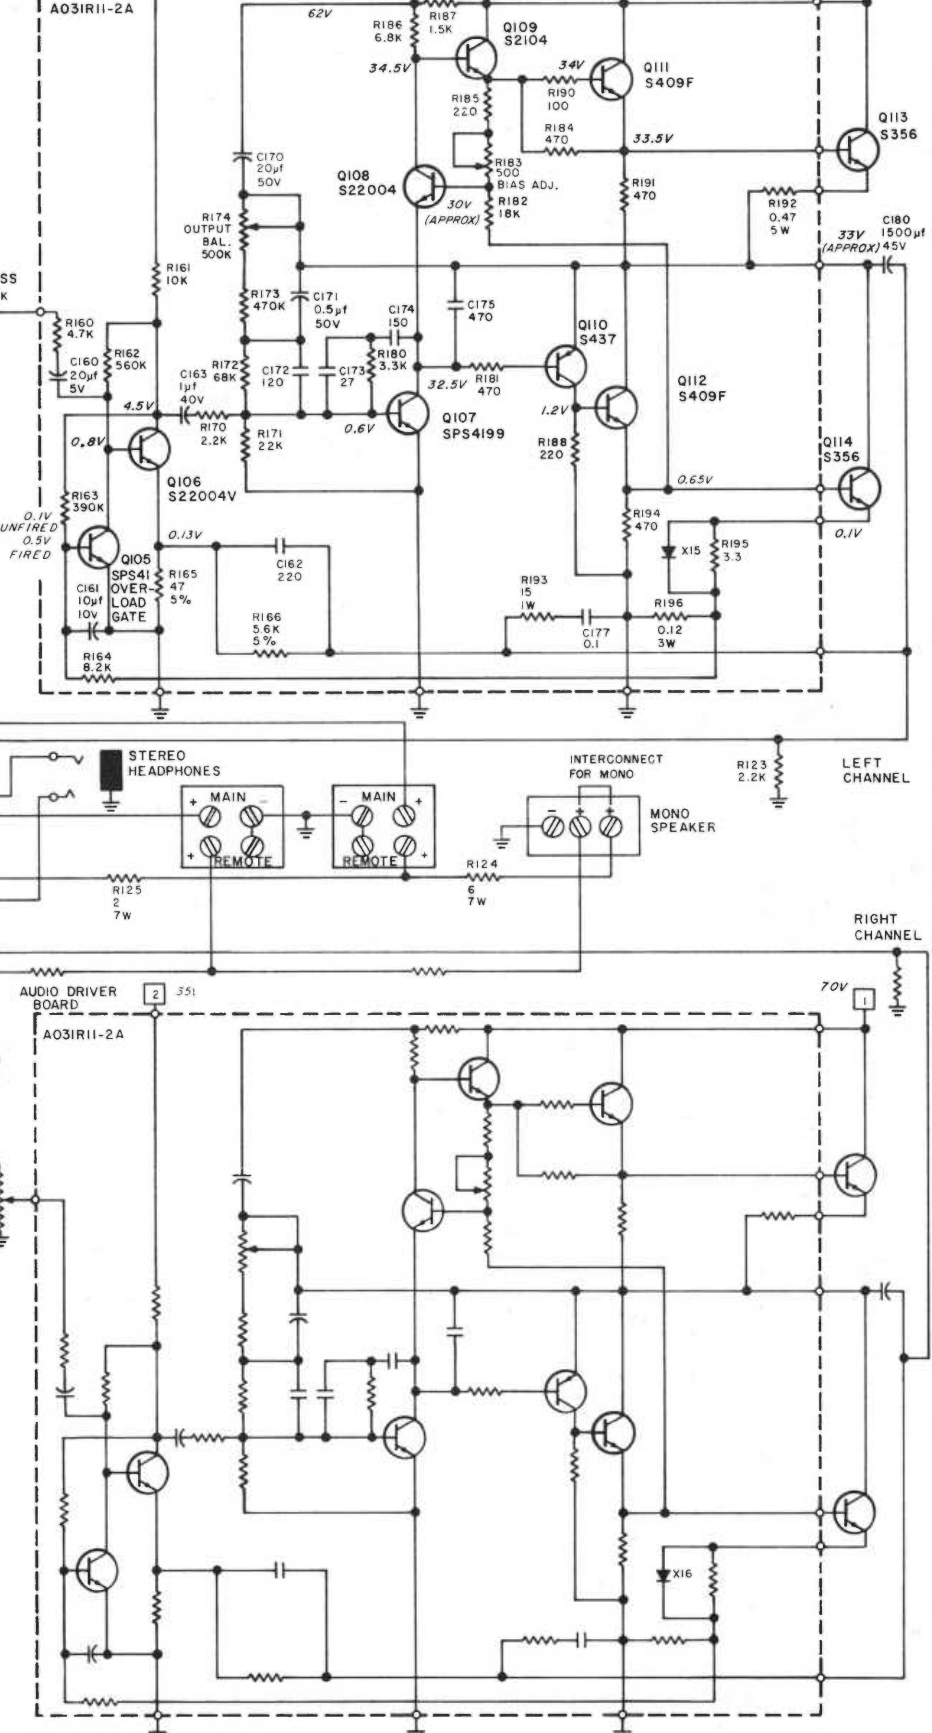 A031R11-2A
62V
R186
6.8K
R187
1.5K
Q109
S2104
34.5V
34V
Q111
S409F
R190
100
R185
220
R184
470
33.5V
Q113
S356
C170
20µf
50V
Q108
S22004
R183
500
BIAS ADJ.
R182
18K
30V
(APPROX)
R191
470
R192
0.47
5W
R174
OUTPUT
BAL.
500K
C180
1500µf
45V
33V
(APPROX)
SS
K
R161
10K
R173
470K
C171
0.5µf
50V
C174
150
C175
470
R160
4.7K
C160
20µf
5V
R162
560K
C163
1µf
40V
R172
68K
C172
120
C173
27
R180
3.3K
32.5V
R181
470
Q110
S437
Q112
S409F
4.5V
0.8V
R170
2.2K
R171
22K
0.6V
Q107
SPS4199
1.2V
R188
220
Q114
S356
Q106
S22004V
0.65V
R163
390K
0.1V
UNFIRED
0.5V
FIRED
0.13V
R194
470
0.1V
X15
R195
3.3
Q105
SPS41
OVER-
LOAD
GATE
C161
10µf
10V
R165
47
5%
C162
220
R166
5.6K
5%
R193
15
1W
C177
0.1
R196
0.12
3W
R164
8.2K
STEREO
HEADPHONES
INTERCONNECT
FOR MONO
R123
2.2K
LEFT
CHANNEL
+ MAIN -
- MAIN +
- + +
MONO
SPEAKER
+ REMOTE
REMOTE +
R125
2
7W
R124
6
7W
RIGHT
CHANNEL
AUDIO DRIVER
BOARD
2
70V
1
A031R11-2A
X16